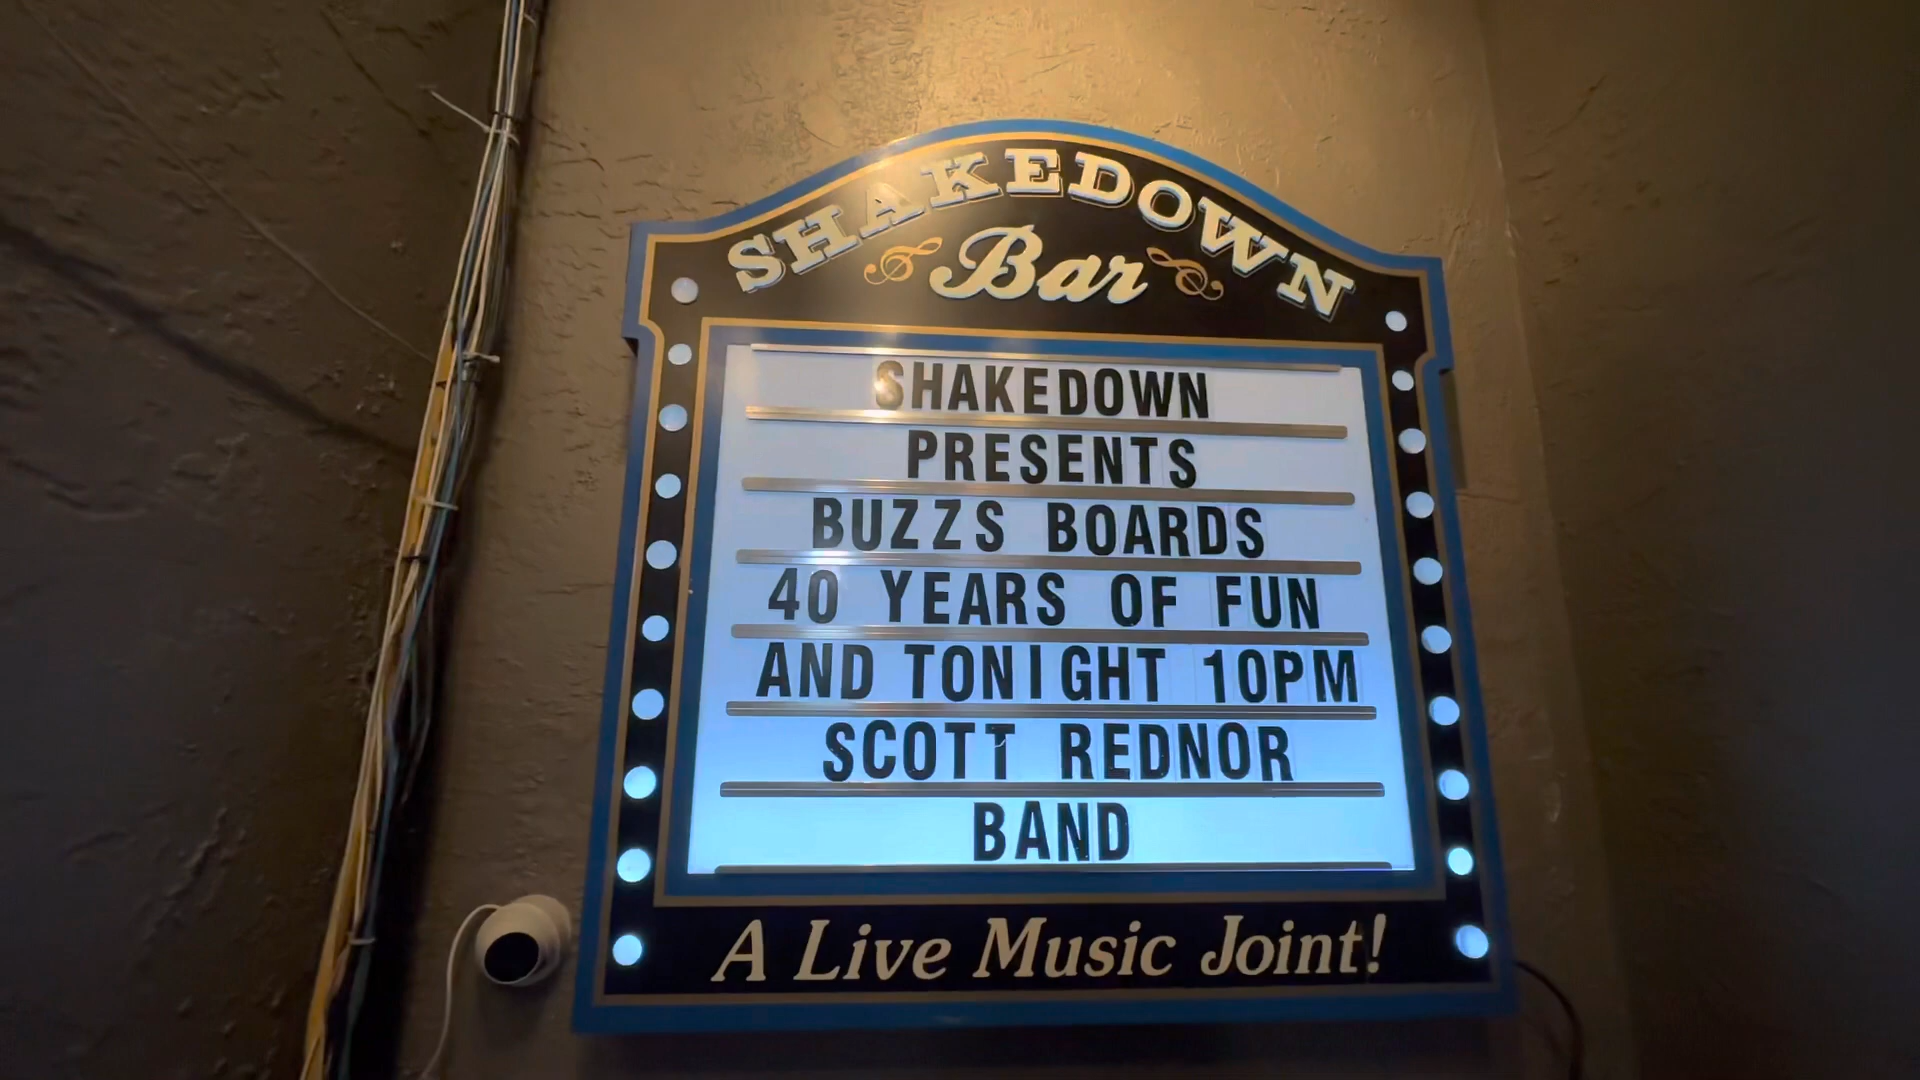 SHAKEDOWN
Bar
SHAKEDOWN
PRESENTS
BUZZS BOARDS
40 YEARS OF FUN
AND TONIGHT 10PM
SCOTT REDNOR
BAND
A Live Music Joint!